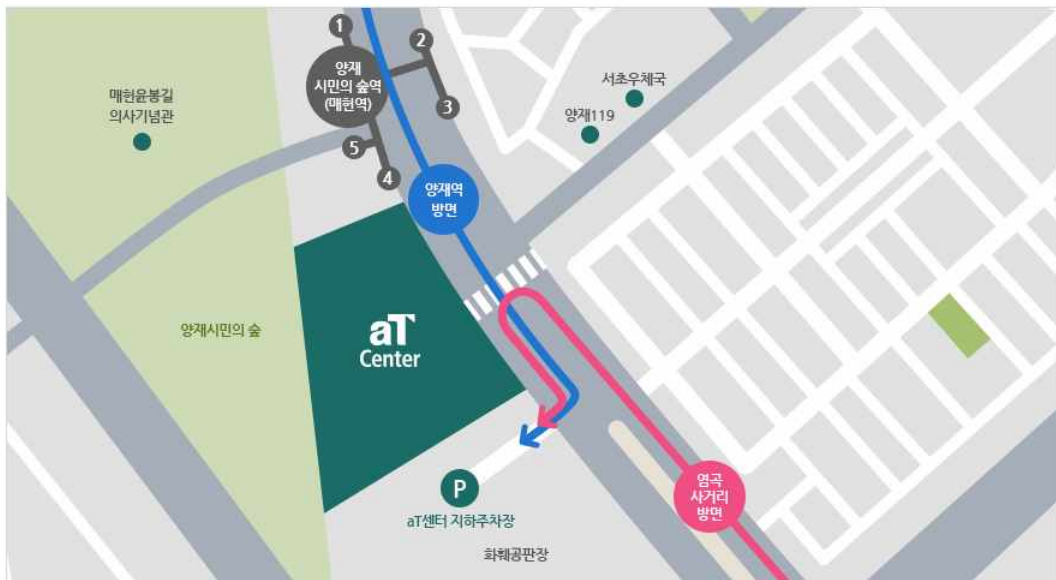 1
2
양재
시민의 숲역
(매헌역)
3
5
4
매헌윤봉길
의사기념관
서초우체국
양재119
양재역
방면
양재시민의 숲
aT
Center
P
aT센터 지하주차장
염곡
사거리
방면
화훼공판장